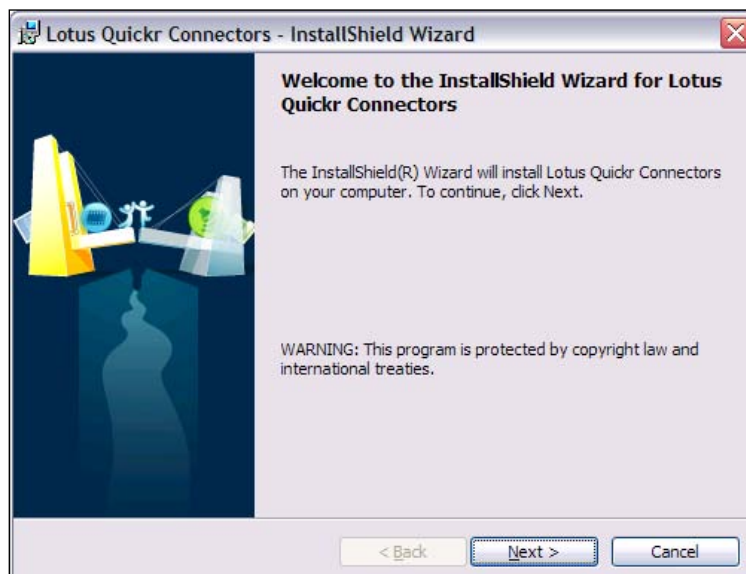 Lotus Quickr Connectors - InstallShield Wizard
Welcome to the InstallShield Wizard for Lotus
Quickr Connectors
The InstallShield(R) Wizard will install Lotus Quickr Connectors
on your computer. To continue, click Next.
WARNING: This program is protected by copyright law and
international treaties.
< Back
Next >
Cancel